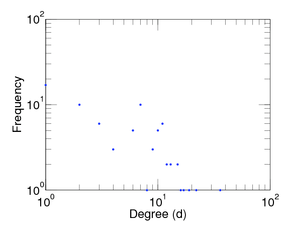 10²
Frequency
10¹
10⁰
10⁰ 10¹ 10²
Degree (d)